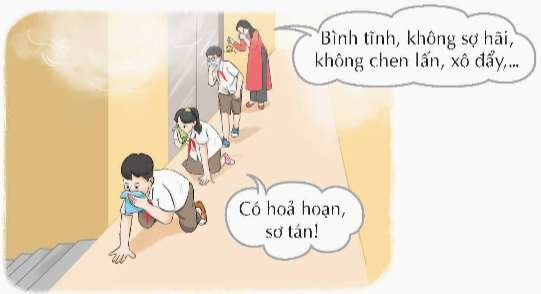 Bình tĩnh, không sợ hãi,
không chen lấn, xô đẩy,...
Có hoả hoạn,
sơ tán!